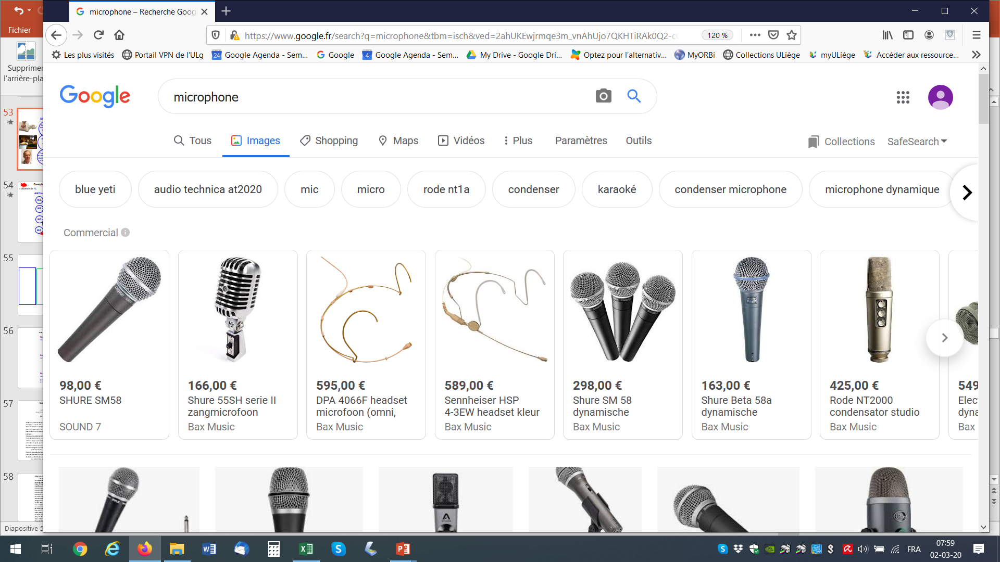 microphone – Recherche Goog
Fichier
https://www.google.fr/search?q=microphone&tbm=isch&ved=2ahUKEwjrmqe3m_vnAhUjo7QKHTiRAk0Q2-c
120 %
Les plus visités
Portail VPN de l'ULg
24
Google Agenda - Sem...
Google
4
Google Agenda - Sem...
My Drive - Google Dri...
Optez pour l'alternativ...
MyORBi
Collections ULiège
myULiège
Accéder aux ressource...
Supprimer
l'arrière-pla
Google
microphone
Tous
Images
Shopping
Maps
Vidéos
Plus
Paramètres
Outils
Collections
SafeSearch
blue yeti
audio technica at2020
mic
micro
rode nt1a
condenser
karaoké
condenser microphone
microphone dynamique
Commercial
98,00 €
SHURE SM58
SOUND 7
166,00 €
Shure 55SH serie II
zangmicrofoon
Bax Music
595,00 €
DPA 4066F headset
microfoon (omni,
Bax Music
589,00 €
Sennheiser HSP
4-3EW headset kleur
Bax Music
298,00 €
Shure SM 58
dynamische
Bax Music
163,00 €
Shure Beta 58a
dynamische
Bax Music
425,00 €
Rode NT2000
condensator studio
Bax Music
549
Elec
dyna
Bax
53
54
55
56
57
58
Diapositive 5
FRA
07:59
02-03-20